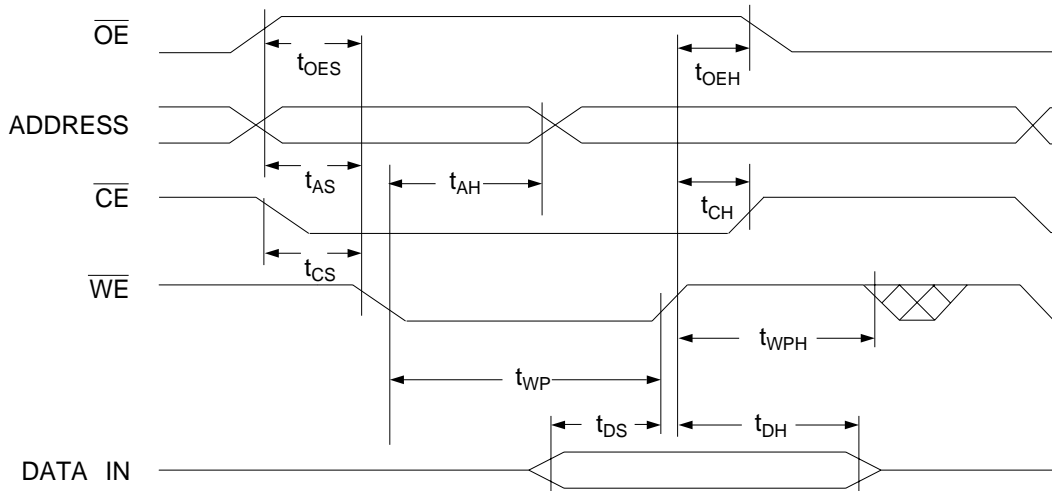 OE
tOES
tOEH
ADDRESS
tAS
tAH
CE
tCH
tCS
WE
tWPH
tWP
tDS
tDH
DATA IN